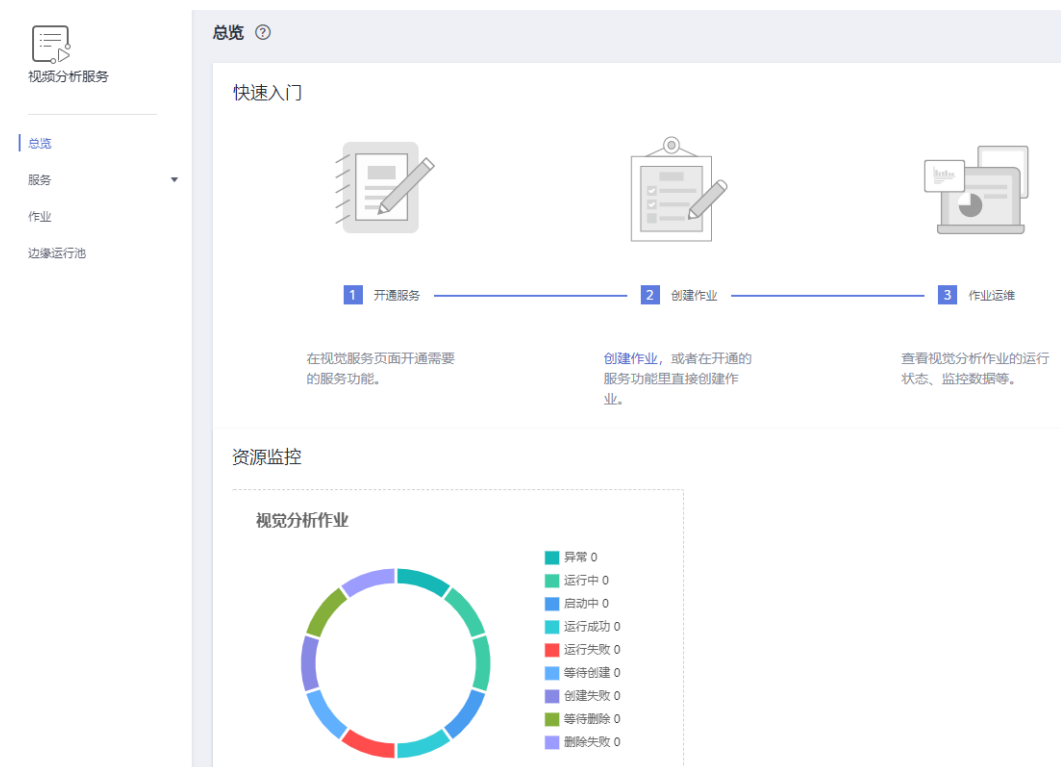 视频分析服务
总览
服务
作业
边缘运行池
总览 ?
快速入门
1 开通服务
2 创建作业
3 作业运维
在视觉服务页面开通需要
的服务功能。
创建作业，或者在开通的
服务功能里直接创建作
业。
查看视觉分析作业的运行
状态、监控数据等。
资源监控
视觉分析作业
异常 0
运行中 0
启动中 0
运行成功 0
运行失败 0
等待创建 0
创建失败 0
等待删除 0
删除失败 0